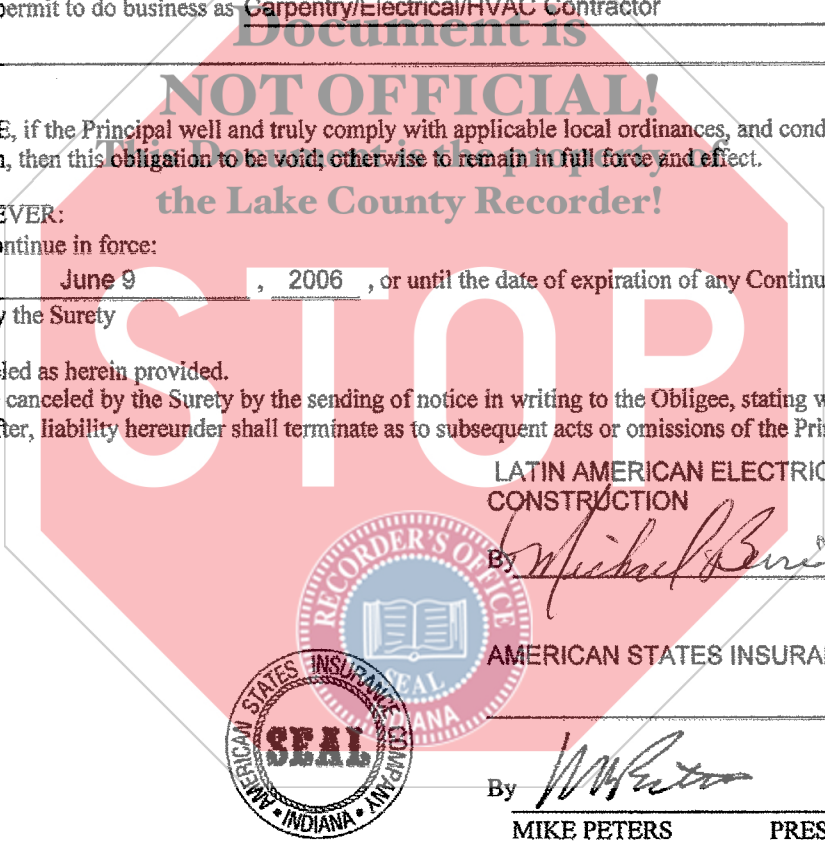 permit to do business as Carpentry/Electrical/HVAC Contractor
Document is
NOT OFFICIAL!
E, if the Principal well and truly comply with applicable local ordinances, and cond
, then this obligation to be void; otherwise to remain in full force and effect.
This Document is the property of
the Lake County Recorder!
EVER:
ontinue in force:
June 9 , 2006 , or until the date of expiration of any Continu
y the Surety
led as herein provided.
canceled by the Surety by the sending of notice in writing to the Obligee, stating w
fter, liability hereunder shall terminate as to subsequent acts or omissions of the Pri
STOP
LATIN AMERICAN ELECTRIC
CONSTRUCTION
By Michael Berri
RECORDER'S OFFICE
SEAL
INDIANA
AMERICAN STATES INSURA
AMERICAN STATES INSURANCE COMPANY
SEAL
• INDIANA •
By
MIKE PETERS PRES